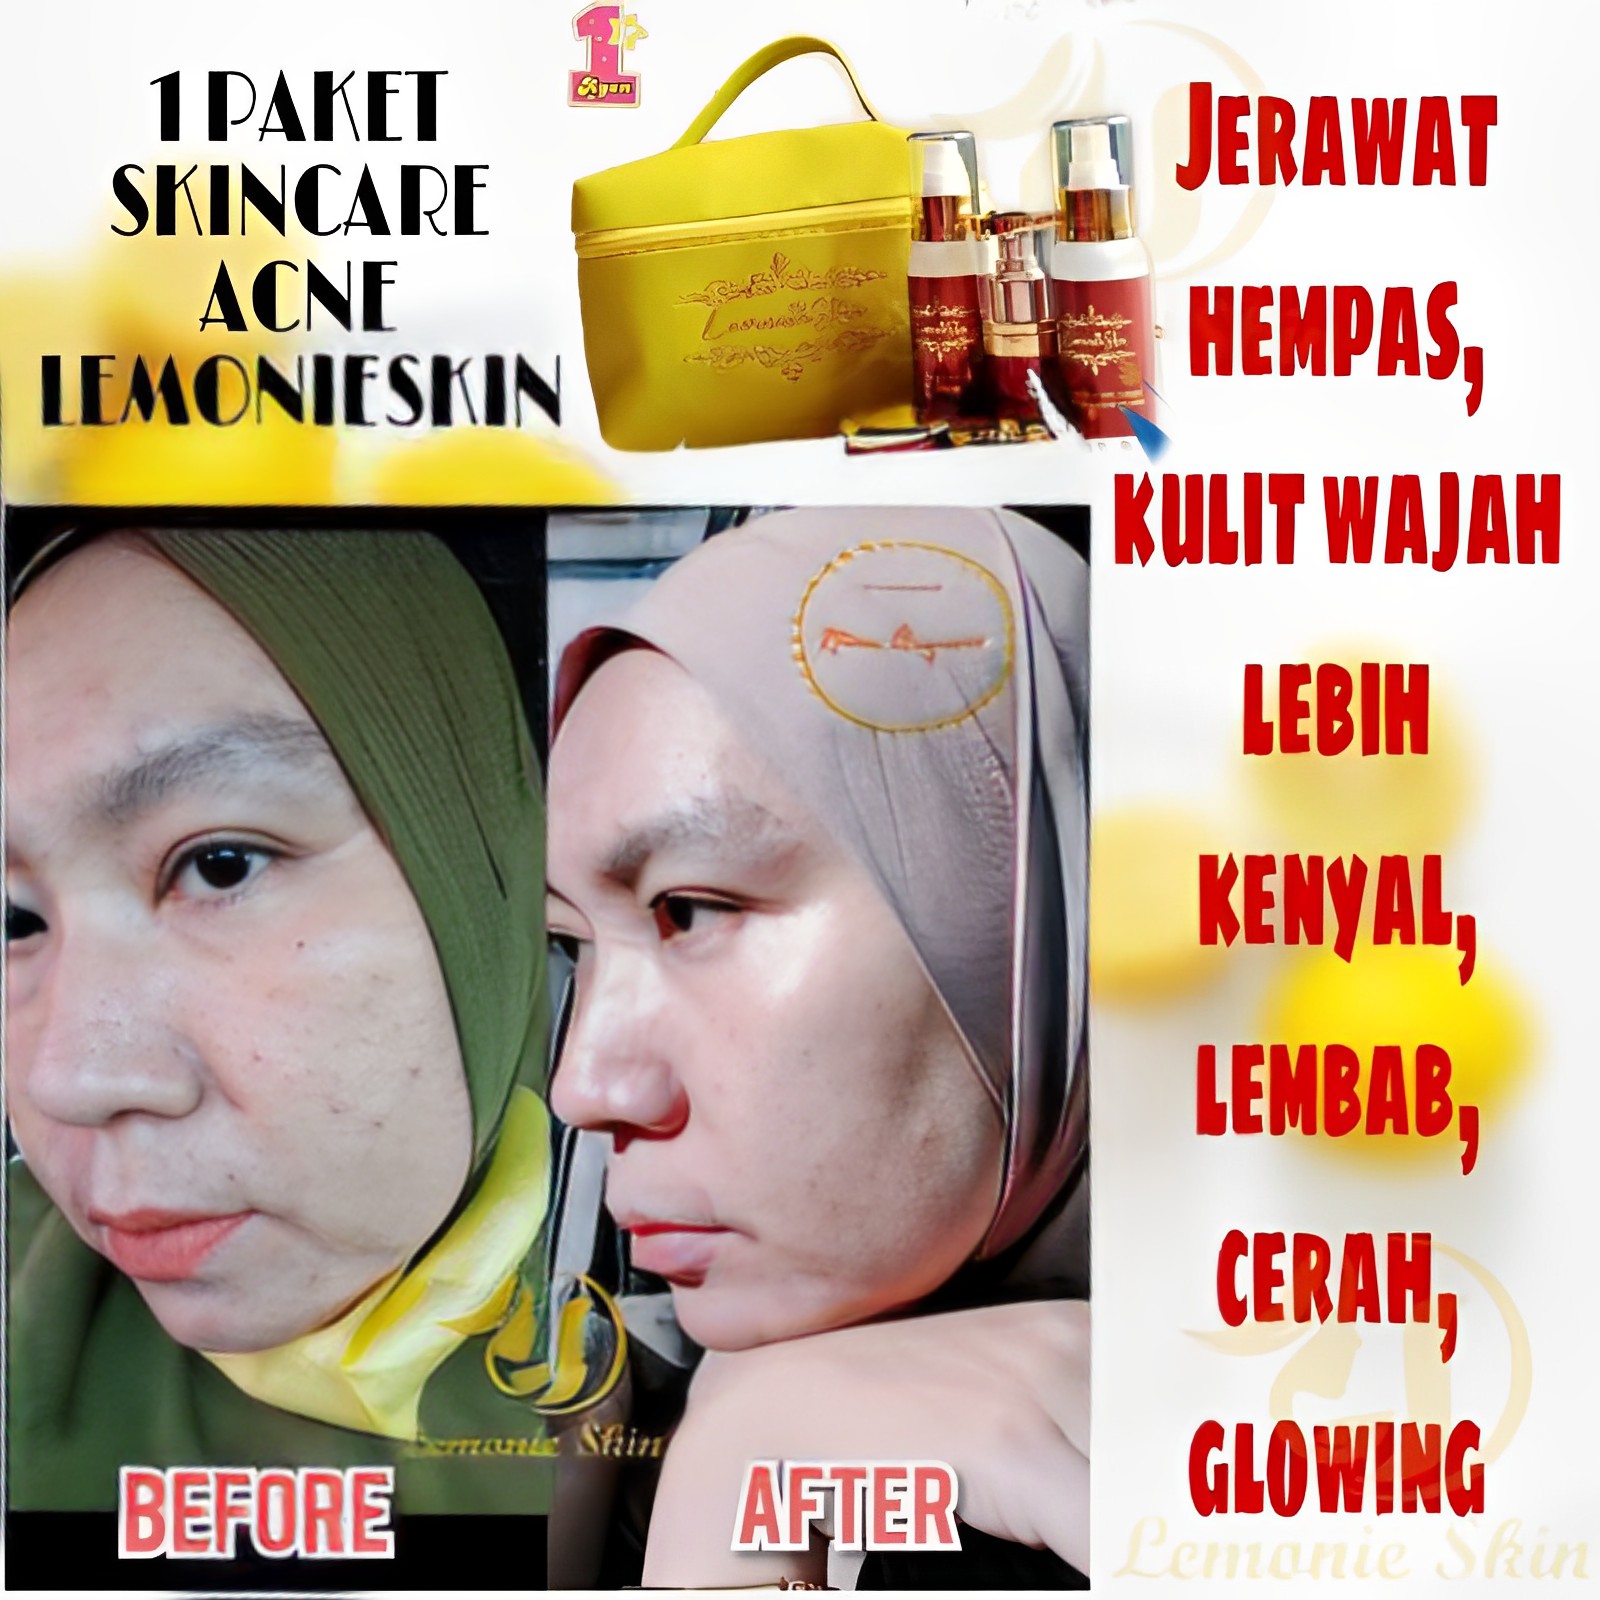 1 PAKET
SKINCARE
ACNE
LEMONIESKIN
1
JERAWAT
HEMPAS,
KULIT WAJAH
LEBIH
KENYAL,
LEMBAB,
CERAH,
GLOWING
Lemonie Skin
BEFORE
AFTER
Lemonie Skin